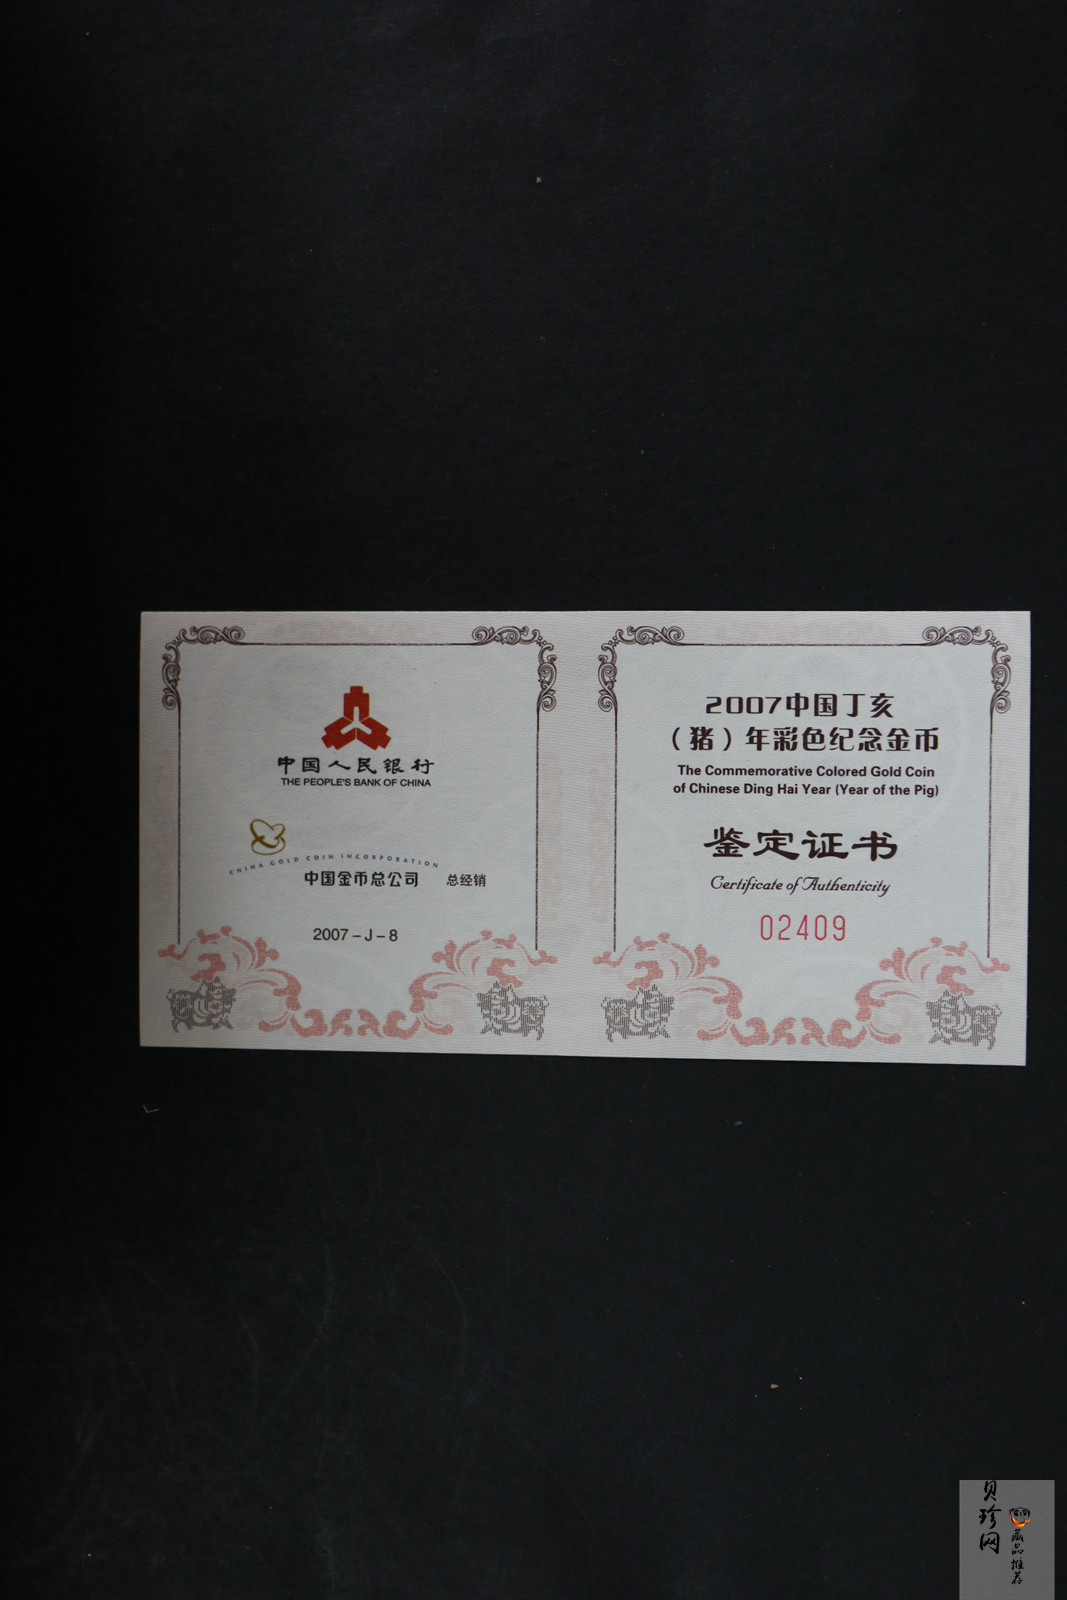 中国人民银行
THE PEOPLE'S BANK OF CHINA
CHINA GOLD COIN INCORPORATION
中国金币总公司 总经销
2007-J-8
2007中国丁亥
（猪）年彩色纪念金币
The Commemorative Colored Gold Coin
of Chinese Ding Hai Year (Year of the Pig)
鉴定证书
Certificate of Authenticity
02409
贝珍网
藏品推荐